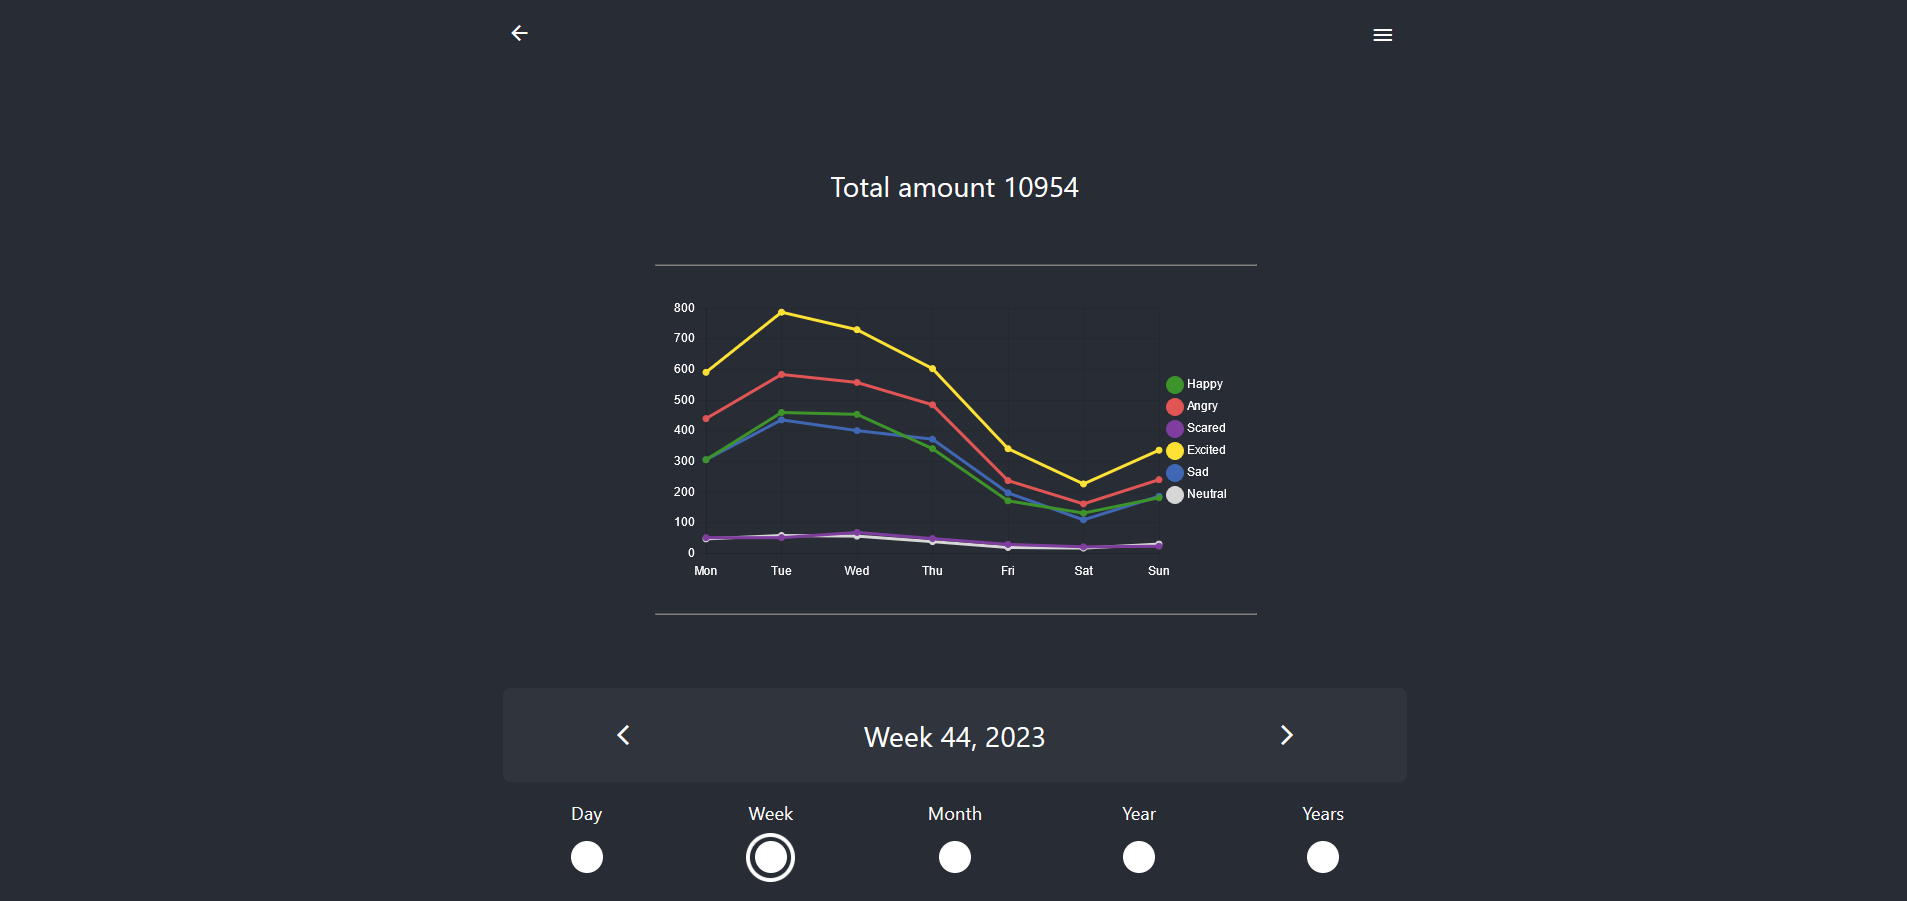 Total amount 10954
800
700
600
500
400
300
200
100
0
Mon Tue Wed Thu Fri Sat Sun
Happy
Angry
Scared
Excited
Sad
Neutral
Week 44, 2023
Day Week Month Year Years